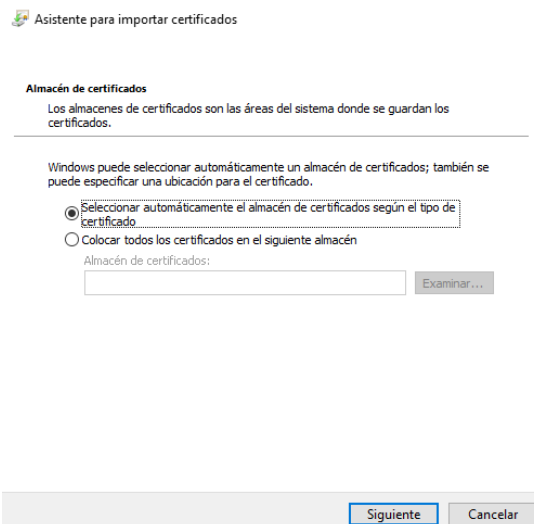 Asistente para importar certificados
Almacén de certificados
Los almacenes de certificados son las áreas del sistema donde se guardan los
certificados.
Windows puede seleccionar automáticamente un almacén de certificados; también se
puede especificar una ubicación para el certificado.
Seleccionar automáticamente el almacén de certificados según el tipo de
certificado
Colocar todos los certificados en el siguiente almacén
Almacén de certificados:
Examinar...
Siguiente Cancelar